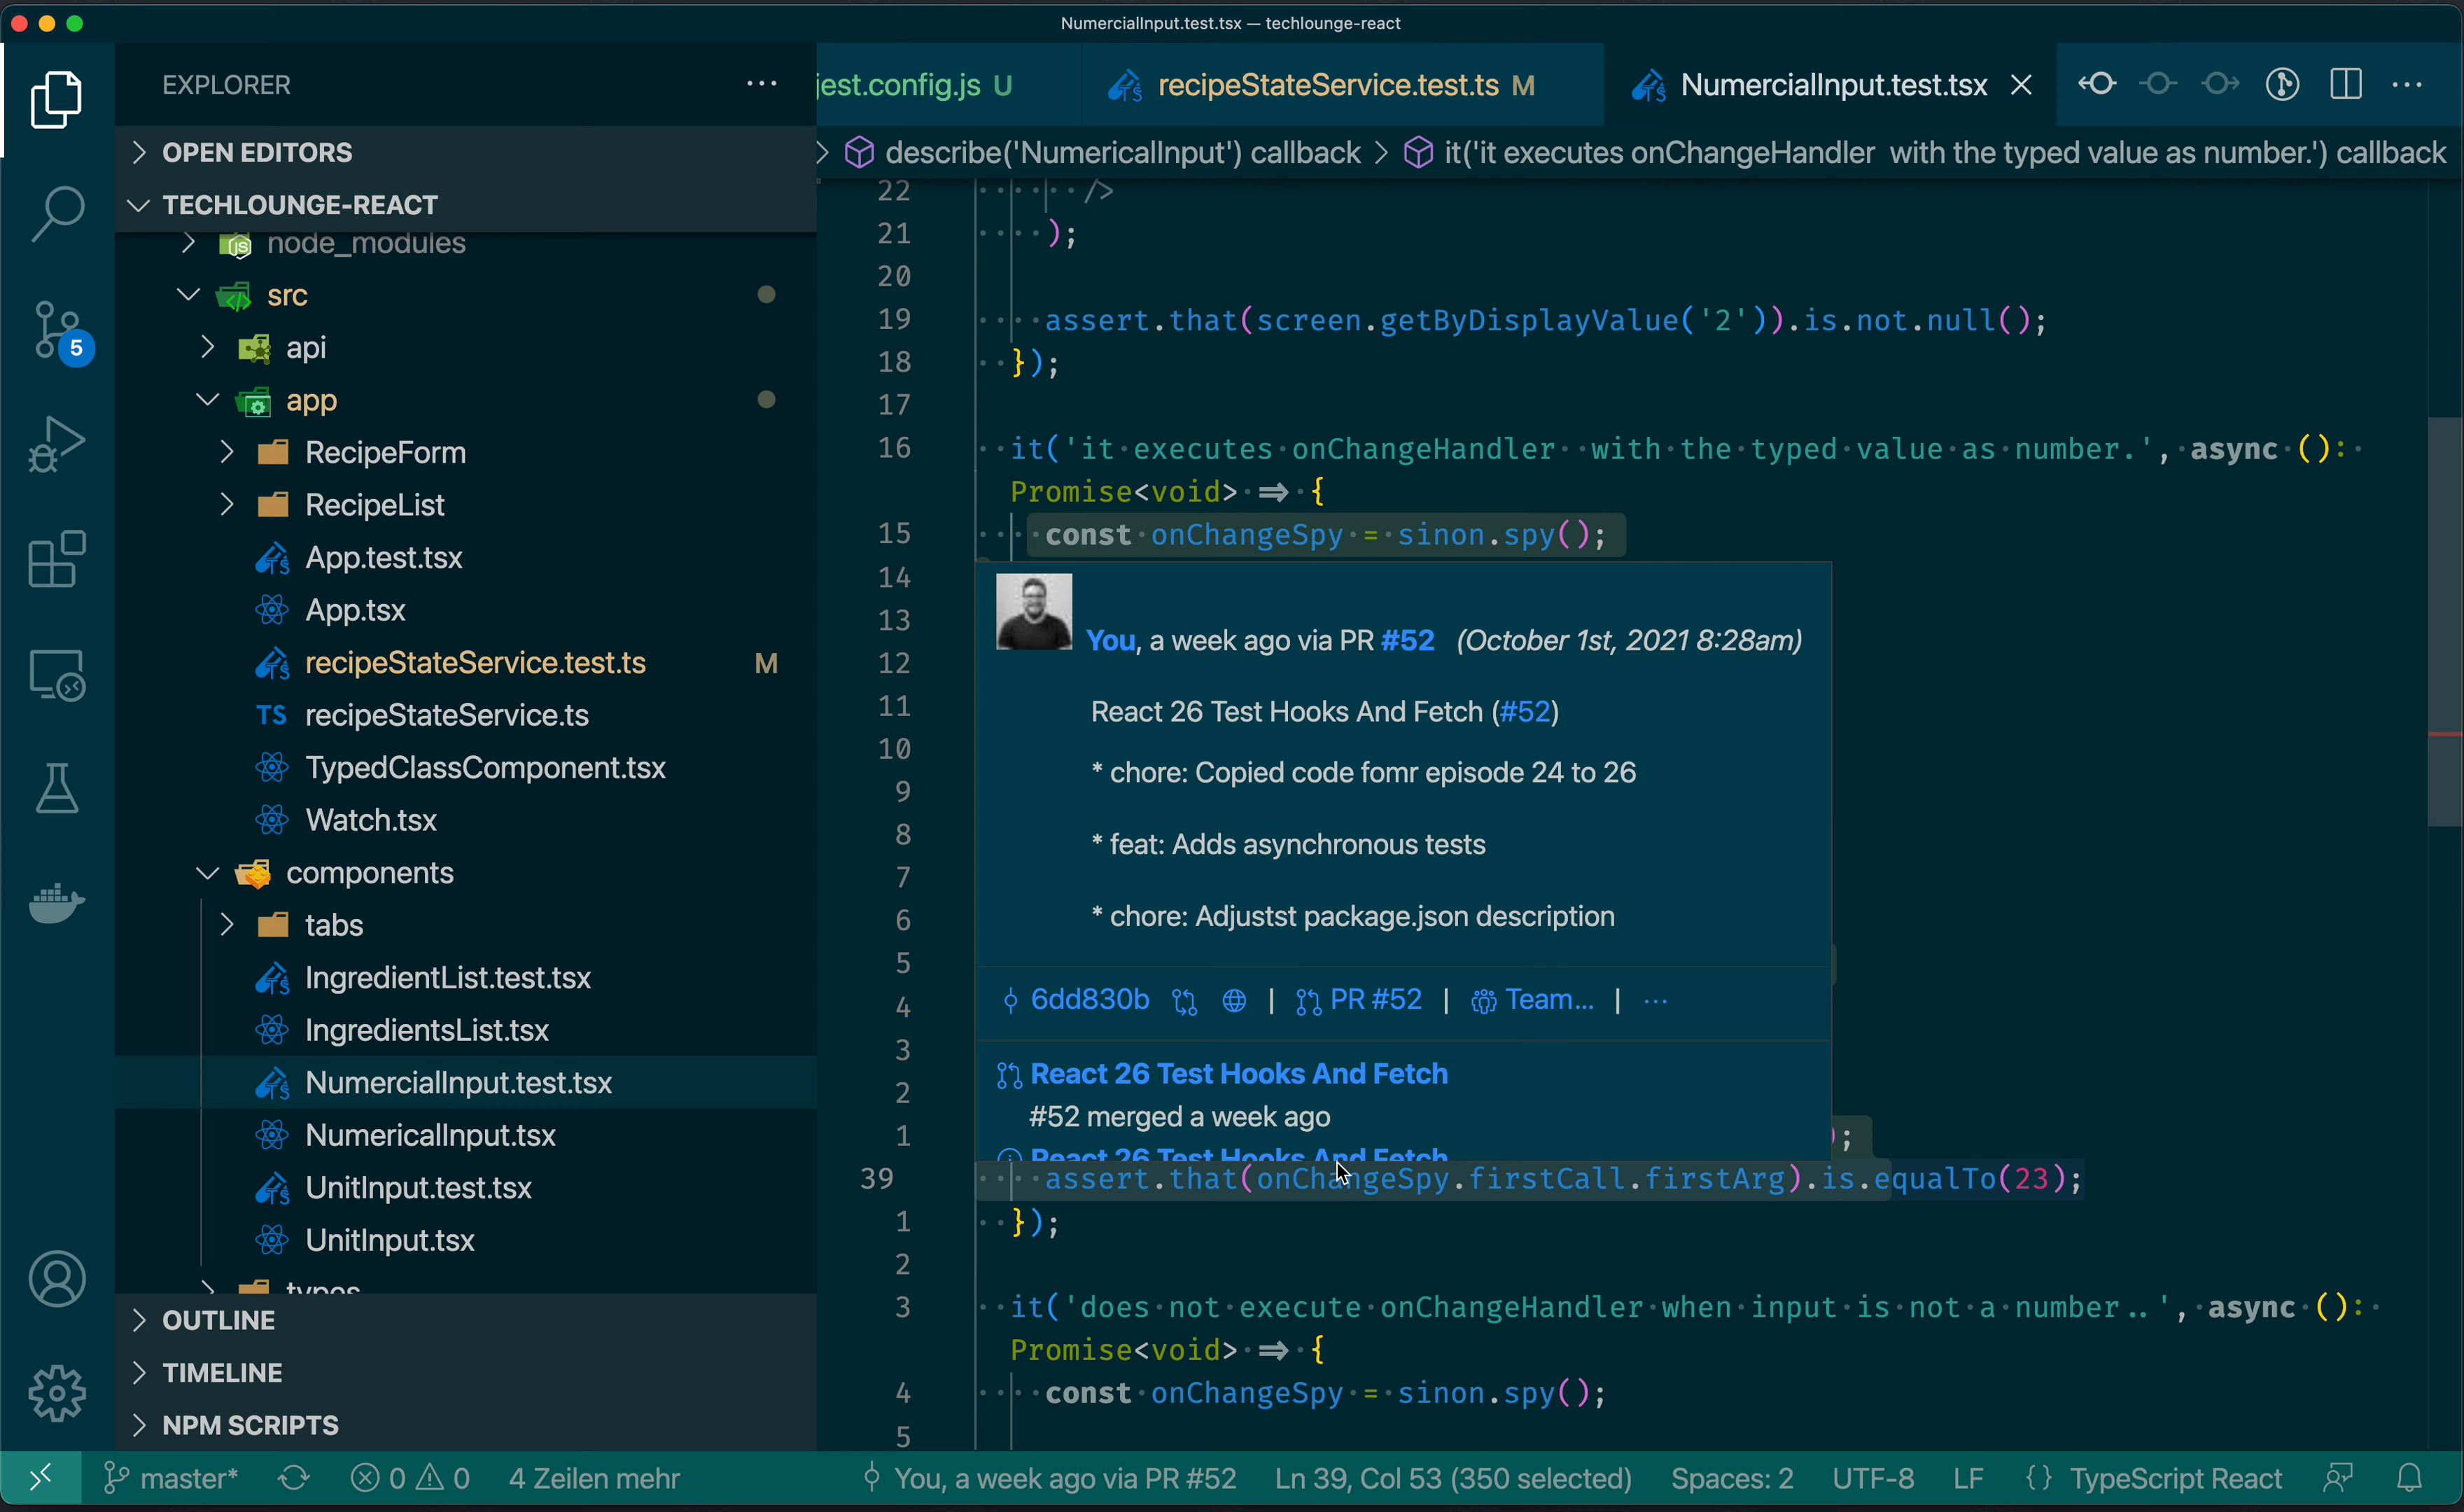 NumercialInput.test.tsx — techlounge-react
EXPLORER
OPEN EDITORS
TECHLOUNGE-REACT
node_modules
src
api
app
RecipeForm
RecipeList
App.test.tsx
App.tsx
recipeStateService.test.ts M
TS recipeStateService.ts
TypedClassComponent.tsx
Watch.tsx
components
tabs
IngredientList.test.tsx
IngredientsList.tsx
NumercialInput.test.tsx
NumericalInput.tsx
UnitInput.test.tsx
UnitInput.tsx
types
OUTLINE
TIMELINE
NPM SCRIPTS
5
jest.config.js U
recipeStateService.test.ts M
NumercialInput.test.tsx
describe('NumericalInput') callback > it('it executes onChangeHandler  with the typed value as number.') callback
22 />
21 );
20
19 assert.that(screen.getByDisplayValue('2')).is.not.null();
18 });
17
16 it('it executes onChangeHandler  with the typed value as number.', async ():
Promise<void> => {
15 const onChangeSpy = sinon.spy();
14
13
12
11
10
9
8
7
6
5
4
3
2
1 );
You, a week ago via PR #52 (October 1st, 2021 8:28am)
React 26 Test Hooks And Fetch (#52)
* chore: Copied code fomr episode 24 to 26
* feat: Adds asynchronous tests
* chore: Adjustst package.json description
6dd830b | PR #52 | Team... | ...
React 26 Test Hooks And Fetch
#52 merged a week ago
React 26 Test Hooks And Fetch
39 assert.that(onChangeSpy.firstCall.firstArg).is.equalTo(23);
1 });
2
3 it('does not execute onChangeHandler when input is not a number..', async ():
Promise<void> => {
4 const onChangeSpy = sinon.spy();
5
master* 0 0 4 Zeilen mehr You, a week ago via PR #52 Ln 39, Col 53 (350 selected) Spaces: 2 UTF-8 LF {} TypeScript React